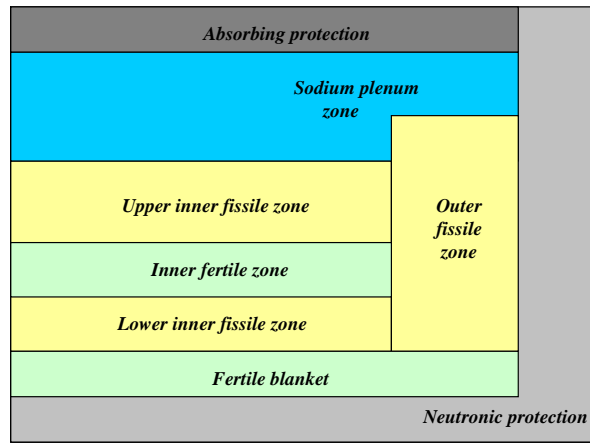 Absorbing protection
Sodium plenum
zone
Upper inner fissile zone
Outer
fissile
zone
Inner fertile zone
Lower inner fissile zone
Fertile blanket
Neutronic protection